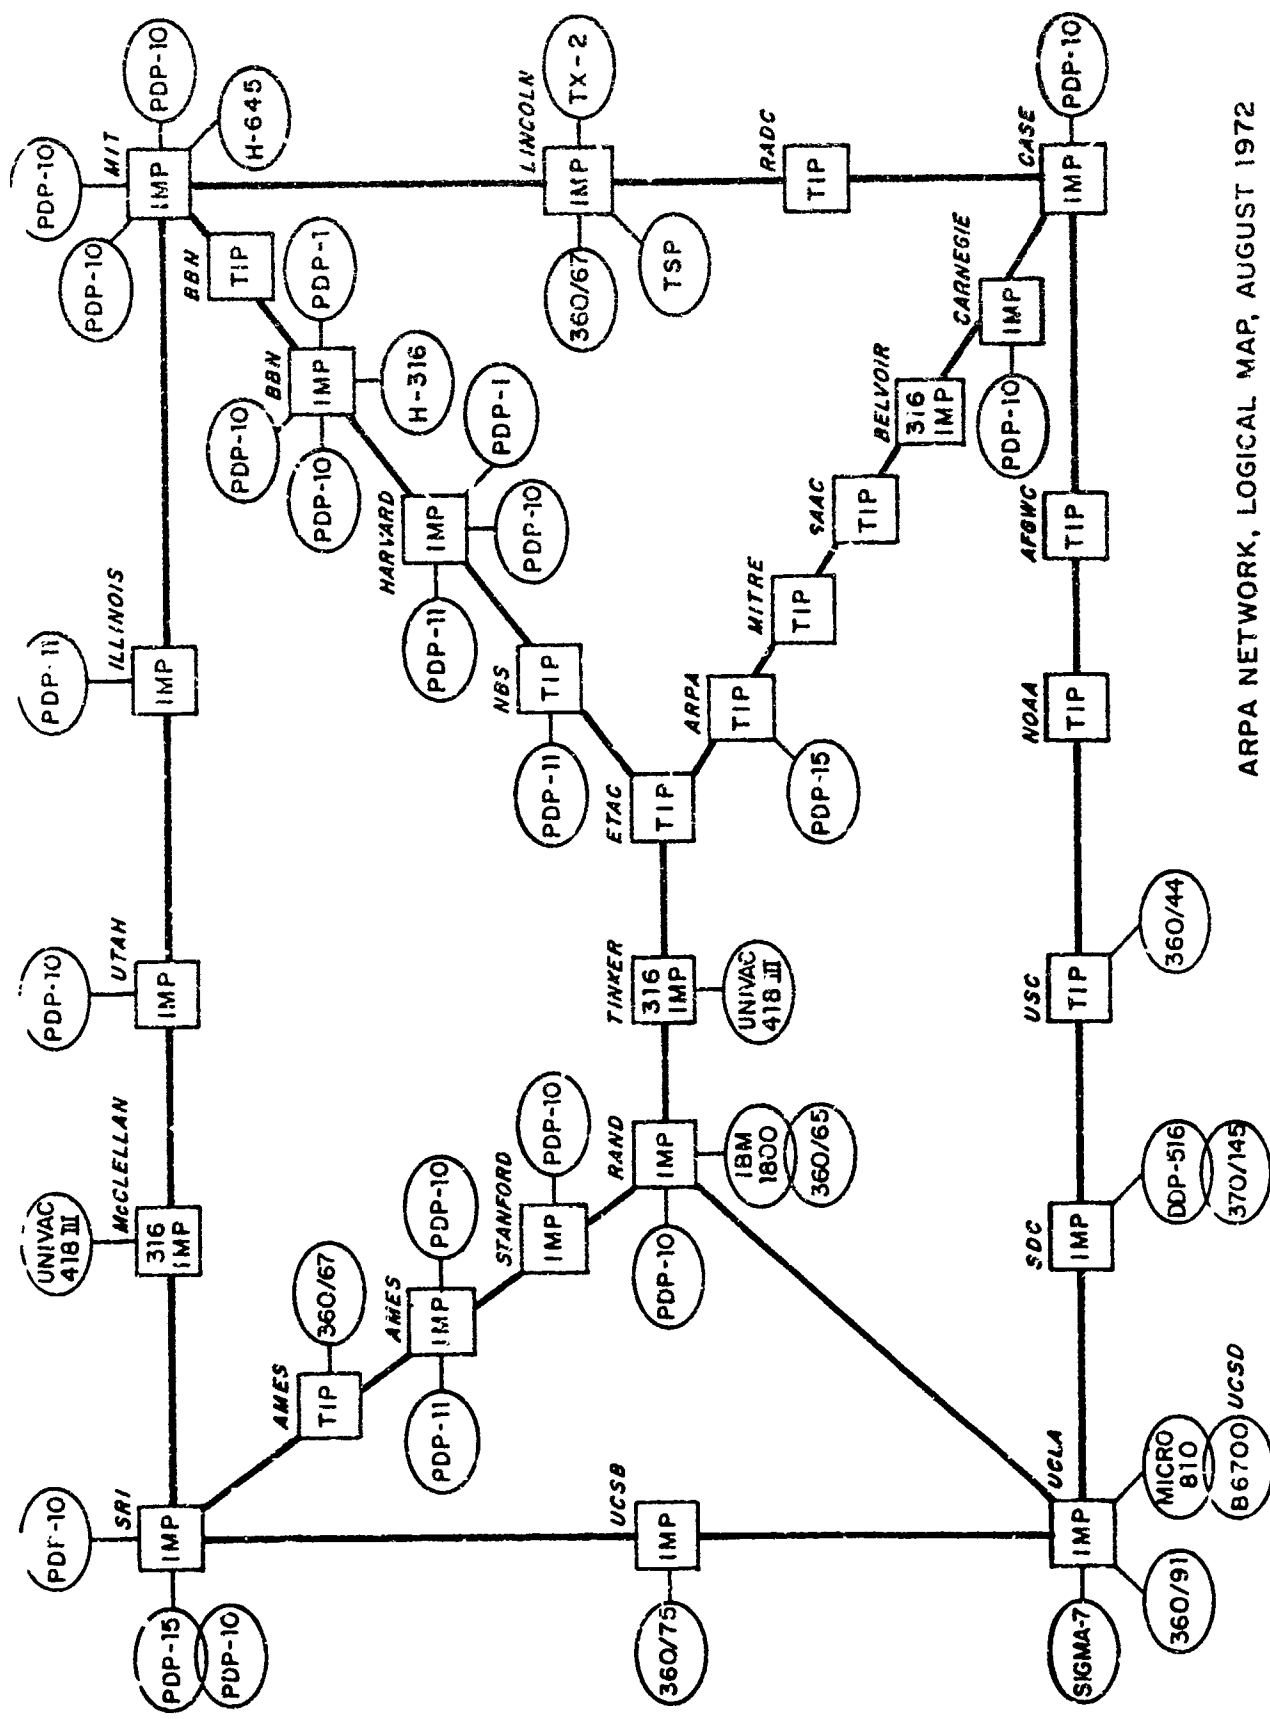 PDP-10
SRI
IMP
PDP-15
PDP-10
UNIVAC
418 III
McCLELLAN
316
IMP
PDP-10
UTAH
IMP
PDP-11
ILLINOIS
IMP
PDP-10
PDP-10
MIT
IMP
PDP-10
H-645
BBN
TIP
PDP-10
BBN
IMP
PDP-1
PDP-10
H-316
HARVARD
IMP
PDP-1
PDP-11
PDP-10
NBS
TIP
PDP-11
AMES
TIP
360/67
AMES
IMP
PDP-10
PDP-11
STANFORD
IMP
PDP-10
RAND
IMP
PDP-10
IBM
1800
360/65
TINKER
316
IMP
UNIVAC
418 III
ETAC
TIP
ARPA
TIP
PDP-15
MITRE
TIP
SAAC
TIP
BELVOIR
316
IMP
CARNEGIE
IMP
PDP-10
LINCOLN
IMP
TX-2
360/67
TSP
RADC
TIP
UCSB
IMP
360/75
UCLA
IMP
SIGMA-7
360/91
MICRO
810
B6700
UCSD
SDC
IMP
DDP-516
370/145
USC
TIP
360/44
NOAA
TIP
AFGWC
TIP
CASE
IMP
PDP-10
ARPA NETWORK, LOGICAL MAP, AUGUST 1972